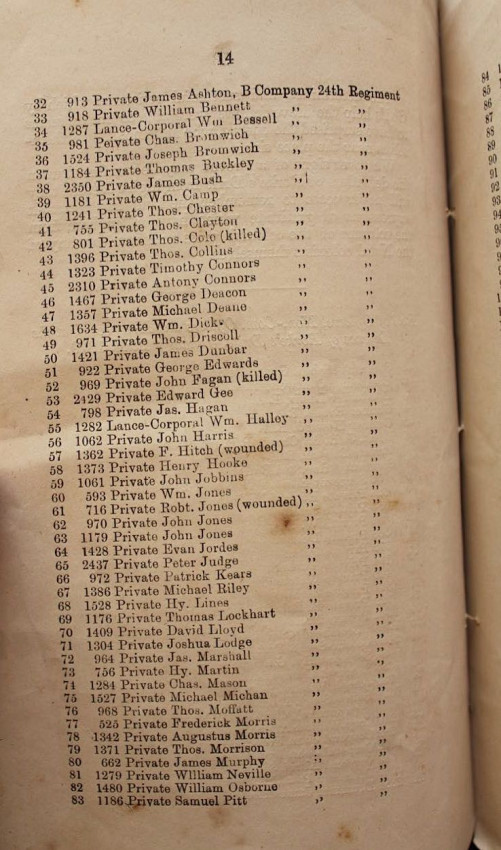 14
32 913 Private James Ashton, B Company 24th Regiment
33 918 Private William Bennett ,, ,,
34 1287 Lance-Corporal Wm Bessell ,, ,,
35 981 Peivate Chas. Bromwich ,, ,,
36 1524 Private Joseph Bromwich ,, ,,
37 1184 Private Thomas Buckley ,, ,,
38 2350 Private James Bush ,, ,,
39 1181 Private Wm. Camp ,, ,,
40 1241 Private Thos. Chester ,, ,,
41 755 Private Thos. Clayton ,, ,,
42 801 Private Thos. Cole (killed) ,, ,,
43 1396 Private Thos. Collins ,, ,,
44 1323 Private Timothy Connors ,, ,,
45 2310 Private Antony Connors ,, ,,
46 1467 Private George Deacon ,, ,,
47 1357 Private Michael Deane ,, ,,
48 1634 Private Wm. Dicks ,, ,,
49 971 Private Thos. Driscoll ,, ,,
50 1421 Private James Dunbar ,, ,,
51 922 Private George Edwards ,, ,,
52 969 Private John Fagan (killed) ,, ,,
53 2429 Private Edward Gee ,, ,,
54 798 Private Jas. Hagan ,, ,,
55 1282 Lance-Corporal Wm. Halley ,, ,,
56 1062 Private John Harris ,, ,,
57 1362 Private F. Hitch (wounded) ,, ,,
58 1373 Private Henry Hooke ,, ,,
59 1061 Private John Jobbins ,, ,,
60 593 Private Wm. Jones ,, ,,
61 716 Private Robt. Jones (wounded) ,, ,,
62 970 Private John Jones ,, ,,
63 1179 Private John Jones ,, ,,
64 1428 Private Evan Jordes ,, ,,
65 2437 Private Peter Judge ,, ,,
66 972 Private Patrick Kears ,, ,,
67 1386 Private Michael Riley ,, ,,
68 1528 Private Hy. Lines ,, ,,
69 1176 Private Thomas Lockhart ,, ,,
70 1409 Private David Lloyd ,, ,,
71 1304 Private Joshua Lodge ,, ,,
72 964 Private Jas. Marshall ,, ,,
73 756 Private Hy. Martin ,, ,,
74 1284 Private Chas. Mason ,, ,,
75 1527 Private Michael Michan ,, ,,
76 968 Private Thos. Moffatt ,, ,,
77 525 Private Frederick Morris ,, ,,
78 1342 Private Augustus Morris ,, ,,
79 1371 Private Thos. Morrison ,, ,,
80 662 Private James Murphy ,, ,,
81 1279 Private William Neville ,, ,,
82 1480 Private William Osborne ,, ,,
83 1186 Private Samuel Pitt ,, ,,
84
85
86
87
88
89
90
91
92
93